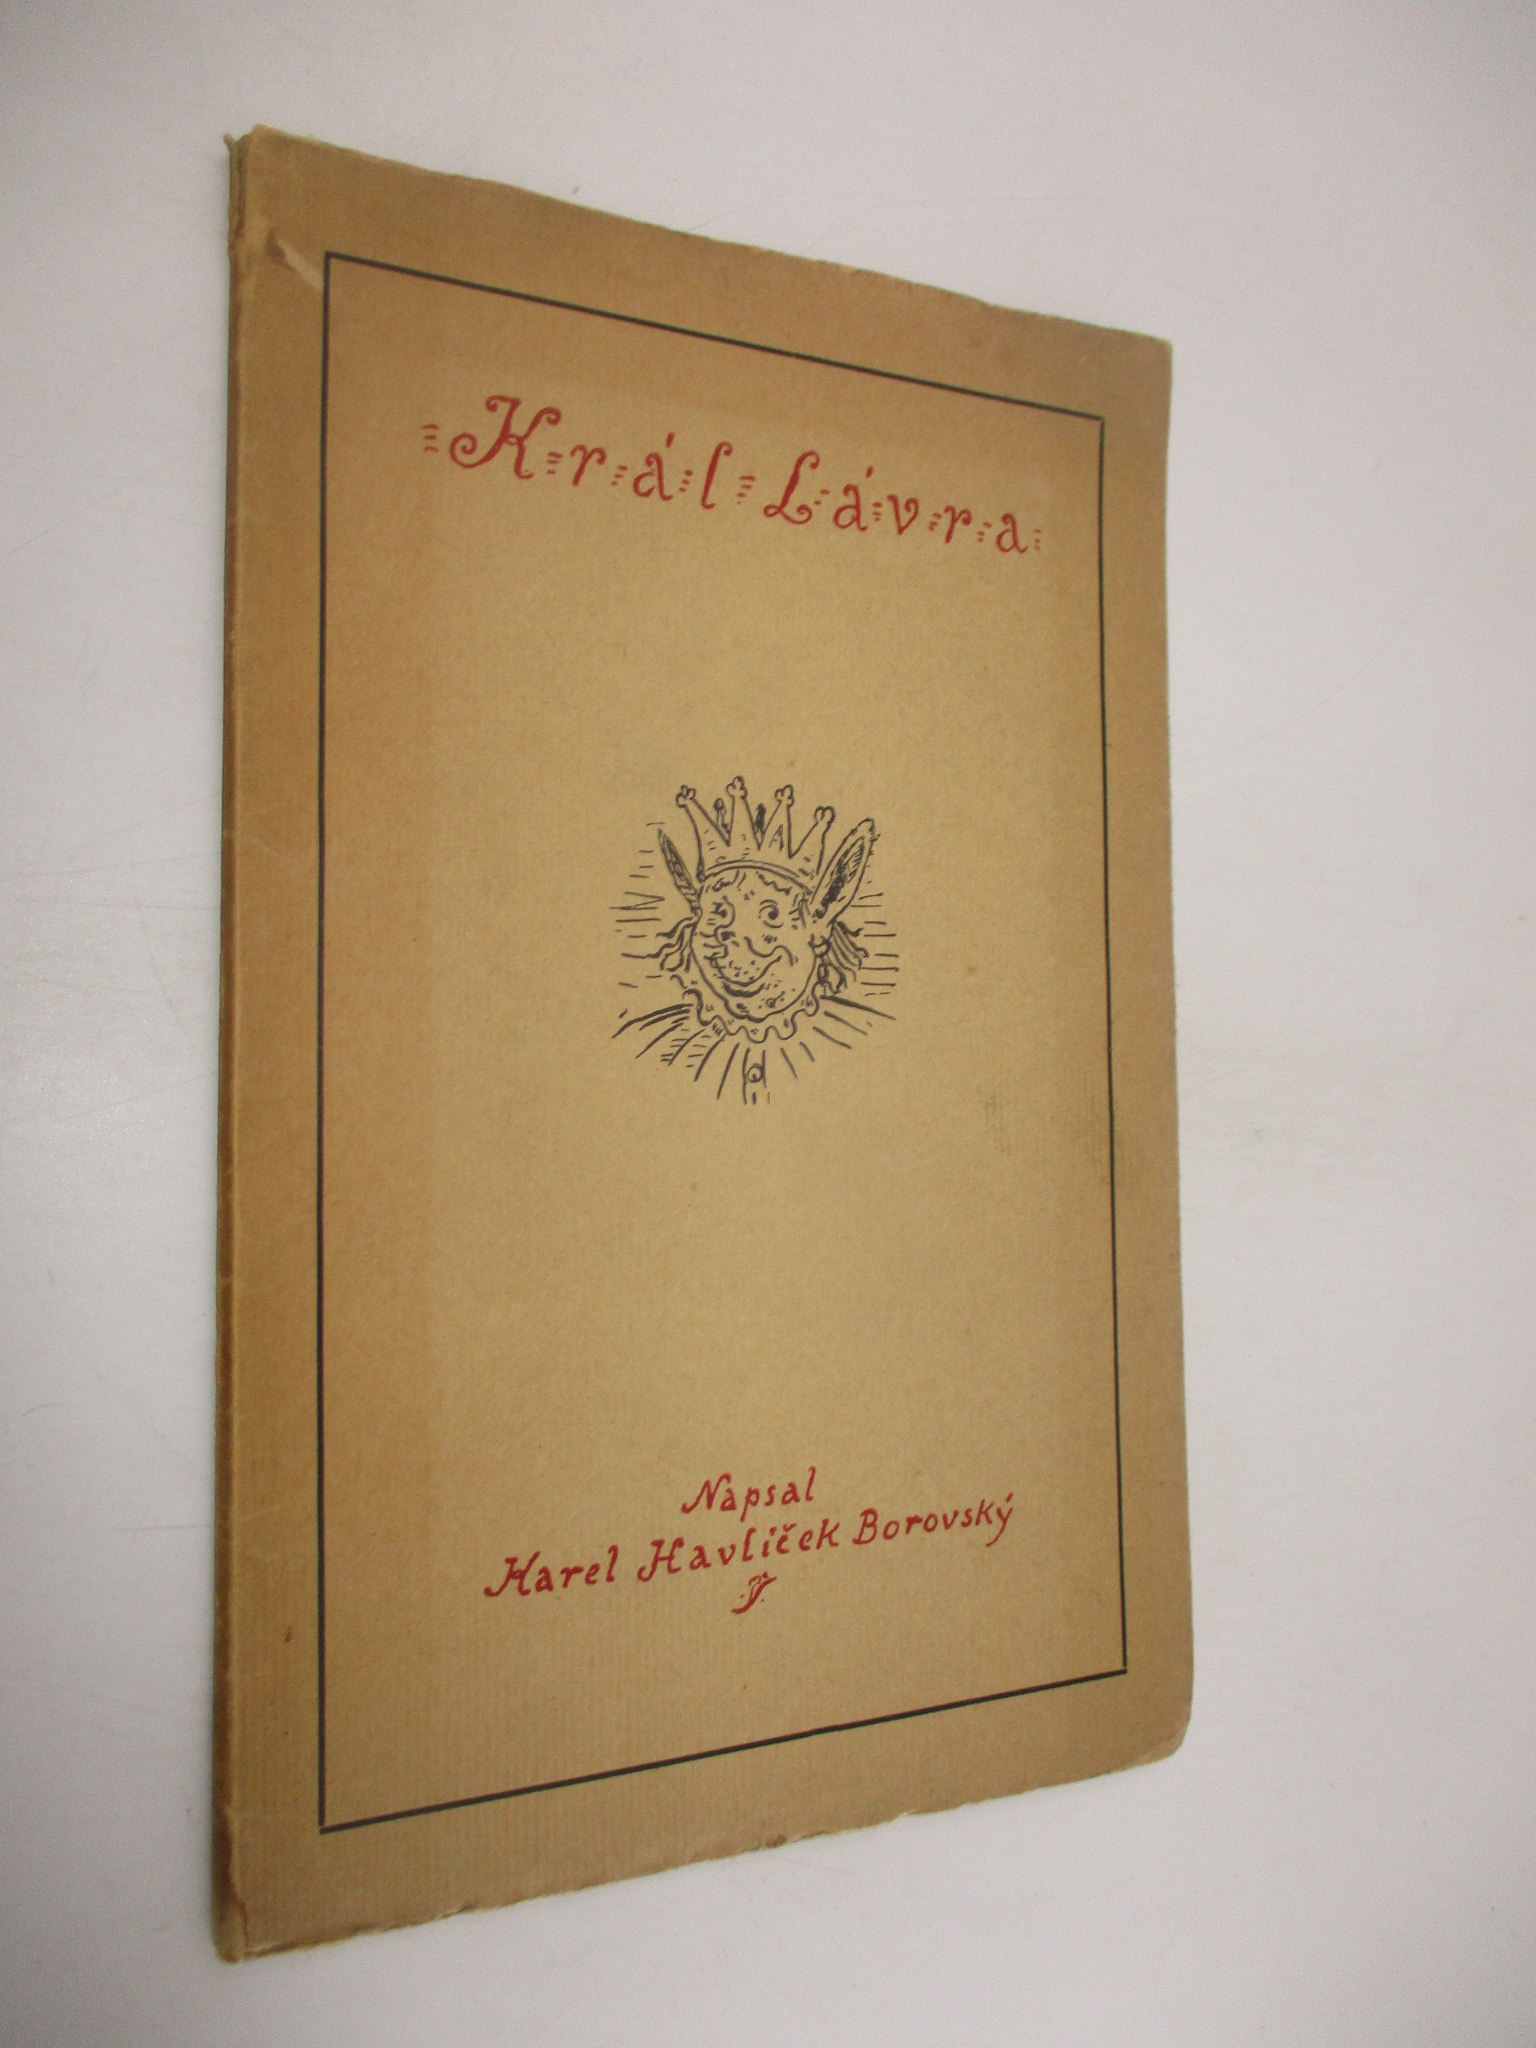 Král Lávra
Napsal
Karel Havlíček Borovský